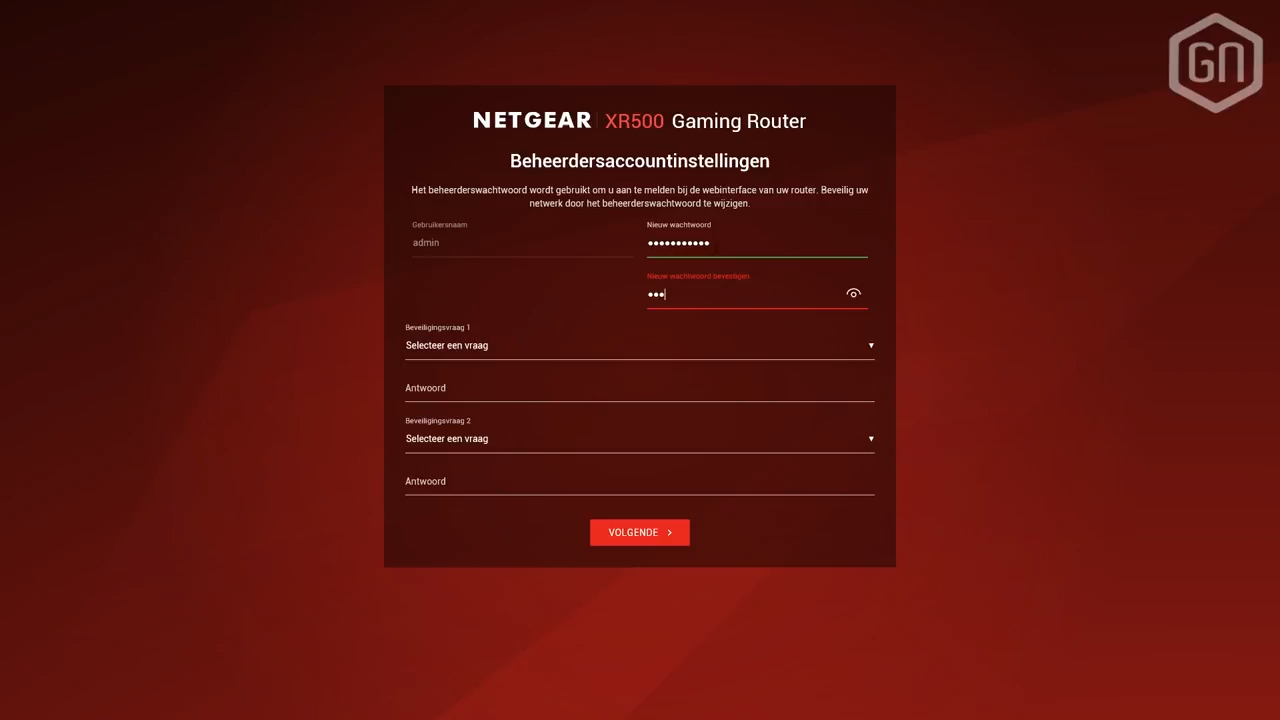 GN
NETGEAR XR500 Gaming Router
Beheerdersaccountinstellingen
Het beheerderswachtwoord wordt gebruikt om u aan te melden bij de webinterface van uw router. Beveilig uw
netwerk door het beheerderswachtwoord te wijzigen.
Gebruikersnaam
admin
Nieuw wachtwoord
•••••••••••
Nieuw wachtwoord bevestigen
•••
Beveiligingsvraag 1
Selecteer een vraag
Antwoord
Beveiligingsvraag 2
Selecteer een vraag
Antwoord
VOLGENDE